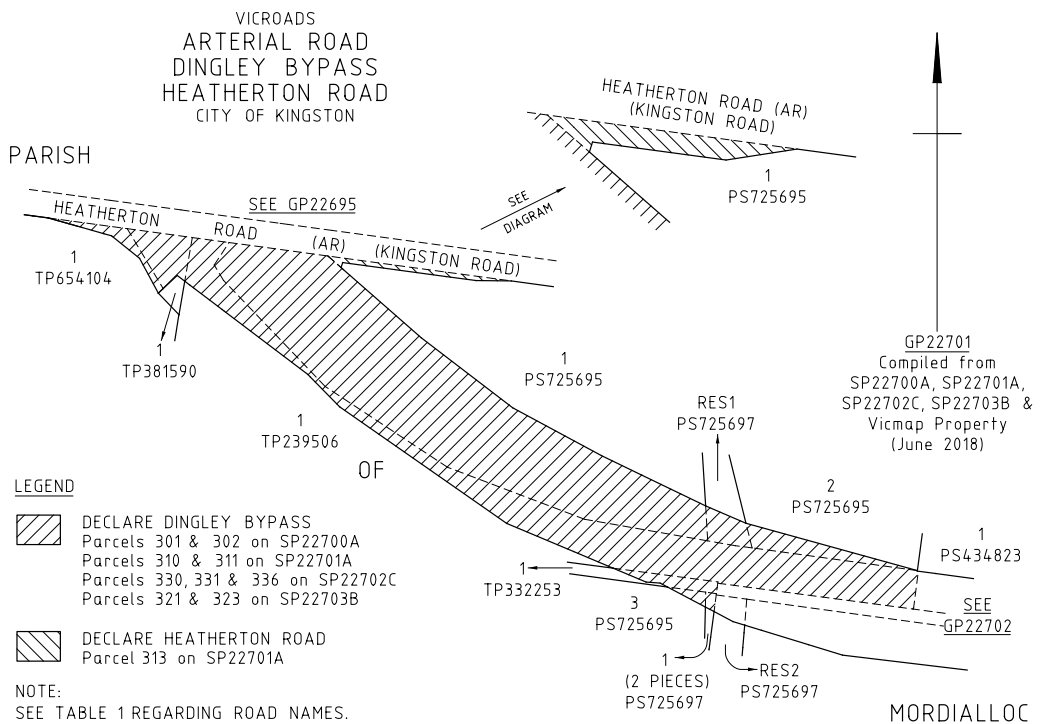 VICROADS
ARTERIAL ROAD
DINGLEY BYPASS
HEATHERTON ROAD
CITY OF KINGSTON
PARISH
HEATHERTON ROAD (AR)
(KINGSTON ROAD)
1
PS725695
SEE
DIAGRAM
SEE GP22695
HEATHERTON ROAD (AR) (KINGSTON ROAD)
1
TP654104
1
TP381590
1
TP239506
OF
1
PS725695
GP22701
Compiled from
SP22700A, SP22701A,
SP22702C, SP22703B &
Vicmap Property
(June 2018)
RES1
PS725697
2
PS725695
1
PS434823
SEE
GP22702
1
TP332253
3
PS725695
1
(2 PIECES)
PS725697
RES2
PS725697
LEGEND
DECLARE DINGLEY BYPASS
Parcels 301 & 302 on SP22700A
Parcels 310 & 311 on SP22701A
Parcels 330, 331 & 336 on SP22702C
Parcels 321 & 323 on SP22703B
DECLARE HEATHERTON ROAD
Parcel 313 on SP22701A
NOTE:
SEE TABLE 1 REGARDING ROAD NAMES.
MORDIALLOC